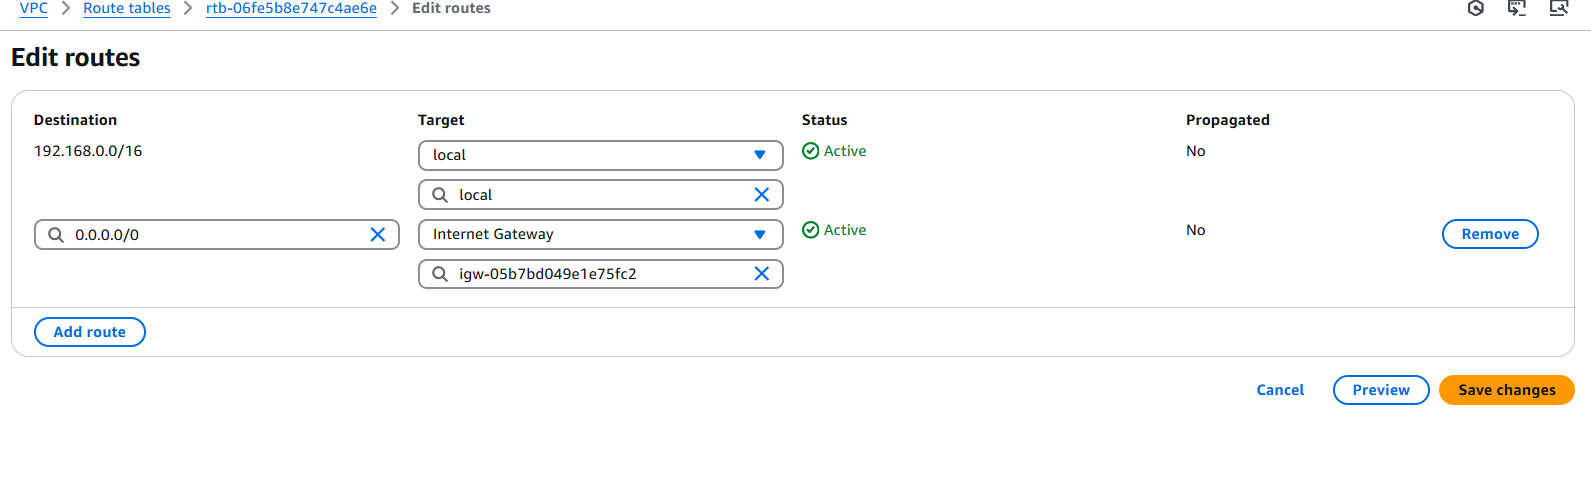 VPC > Route tables > rtb-06fe5b8e747c4ae6e > Edit routes
Edit routes
Destination Target Status Propagated
192.168.0.0/16 local Active No
local
0.0.0.0/0 Internet Gateway Active No Remove
igw-05b7bd049e1e75fc2
Add route
Cancel Preview Save changes